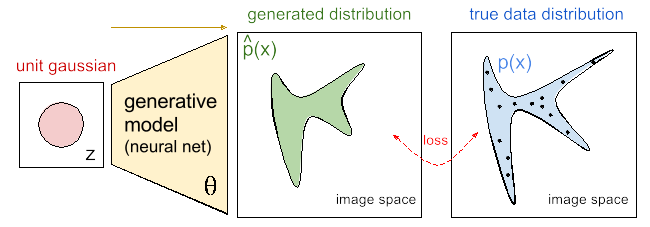 generated distribution
true data distribution
unit gaussian
z
generative
model
(neural net)
θ
p̂(x)
image space
loss
p(x)
image space